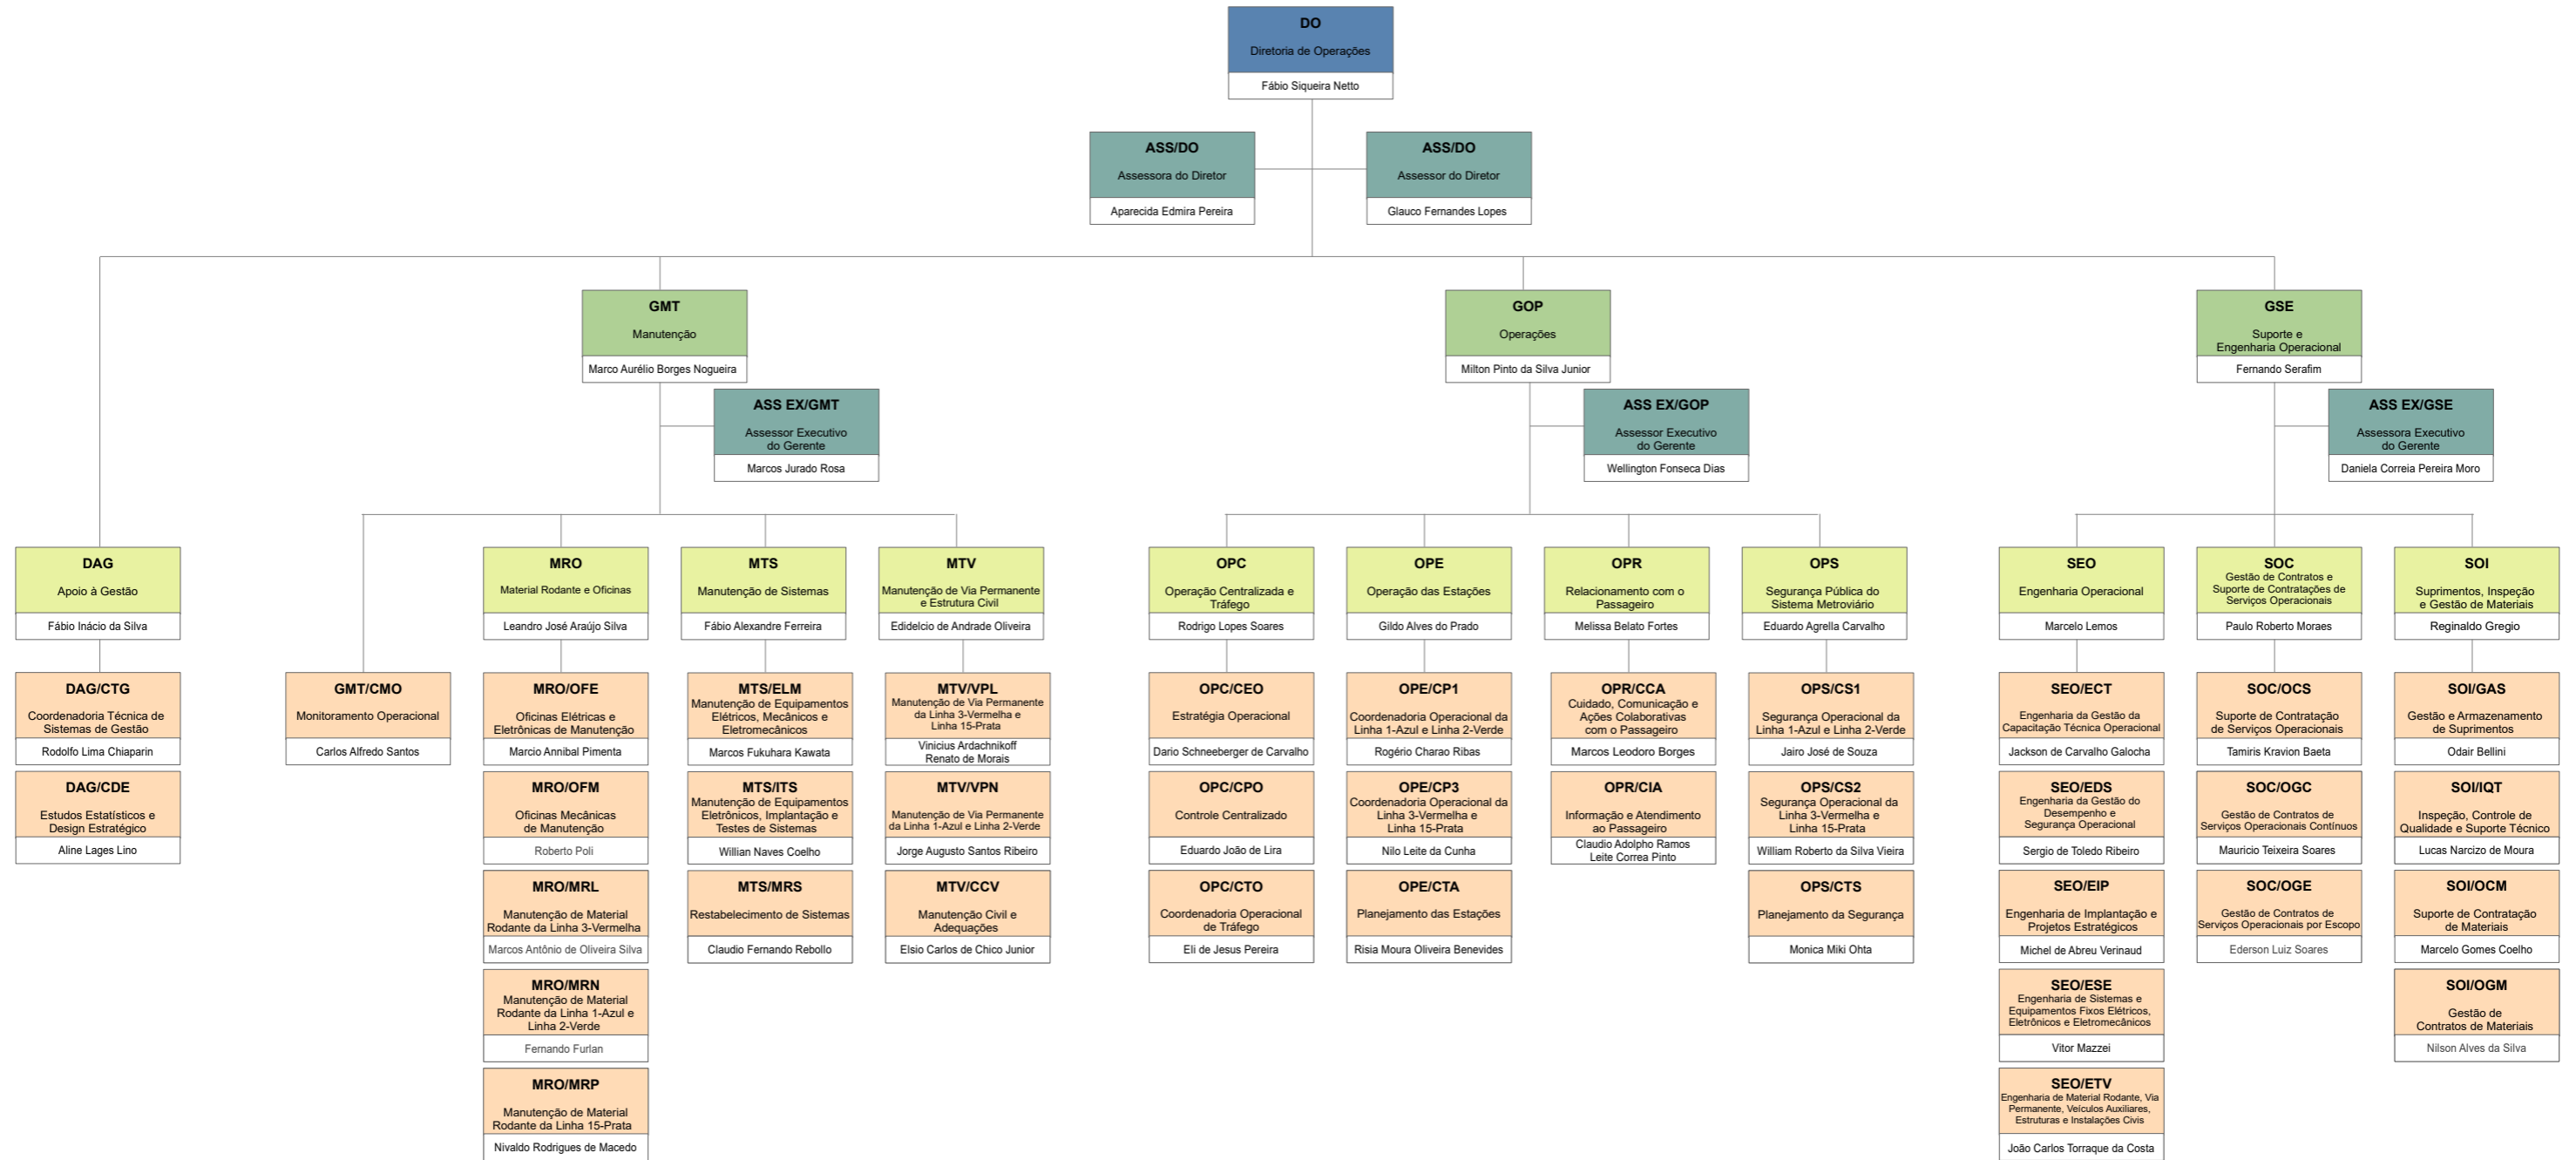 DO
Diretoria de Operações
Fábio Siqueira Netto
ASS/DO
Assessora do Diretor
Aparecida Edmira Pereira
ASS/DO
Assessor do Diretor
Glauco Fernandes Lopes
GMT
Manutenção
Marco Aurélio Borges Nogueira
ASS EX/GMT
Assessor Executivo
do Gerente
Marcos Jurado Rosa
GOP
Operações
Milton Pinto da Silva Junior
ASS EX/GOP
Assessor Executivo
do Gerente
Wellington Fonseca Dias
GSE
Suporte e
Engenharia Operacional
Fernando Serafim
ASS EX/GSE
Assessora Executivo
do Gerente
Daniela Correia Pereira Moro
DAG
Apoio à Gestão
Fábio Inácio da Silva
DAG/CTG
Coordenadoria Técnica de
Sistemas de Gestão
Rodolfo Lima Chiaparin
DAG/CDE
Estudos Estatísticos e
Design Estratégico
Aline Lages Lino
GMT/CMO
Monitoramento Operacional
Carlos Alfredo Santos
MRO
Material Rodante e Oficinas
Leandro José Araújo Silva
MRO/OFE
Oficinas Elétricas e
Eletrônicas de Manutenção
Marcio Annibal Pimenta
MRO/OFM
Oficinas Mecânicas
de Manutenção
Roberto Poli
MRO/MRL
Manutenção de Material
Rodante da Linha 3-Vermelha
Marcos Antônio de Oliveira Silva
MRO/MRN
Manutenção de Material
Rodante da Linha 1-Azul e
Linha 2-Verde
Fernando Furlan
MRO/MRP
Manutenção de Material
Rodante da Linha 15-Prata
Nivaldo Rodrigues de Macedo
MTS
Manutenção de Sistemas
Fábio Alexandre Ferreira
MTS/ELM
Manutenção de Equipamentos
Elétricos, Mecânicos e
Eletromecânicos
Marcos Fukuhara Kawata
MTS/ITS
Manutenção de Equipamentos
Eletrônicos, Implantação e
Testes de Sistemas
Willian Naves Coelho
MTS/MRS
Restabelecimento de Sistemas
Claudio Fernando Rebollo
MTV
Manutenção de Via Permanente
e Estrutura Civil
Edidelcio de Andrade Oliveira
MTV/VPL
Manutenção de Via Permanente
da Linha 3-Vermelha e
Linha 15-Prata
Vinicius Ardachnikoff
Renato de Morais
MTV/VPN
Manutenção de Via Permanente
da Linha 1-Azul e Linha 2-Verde
Jorge Augusto Santos Ribeiro
MTV/CCV
Manutenção Civil e
Adequações
Elsio Carlos de Chico Junior
OPC
Operação Centralizada e
Tráfego
Rodrigo Lopes Soares
OPC/CEO
Estratégia Operacional
Dario Schneeberger de Carvalho
OPC/CPO
Controle Centralizado
Eduardo João de Lira
OPC/CTO
Coordenadoria Operacional
de Tráfego
Eli de Jesus Pereira
OPE
Operação das Estações
Gildo Alves do Prado
OPE/CP1
Coordenadoria Operacional da
Linha 1-Azul e Linha 2-Verde
Rogério Charao Ribas
OPE/CP3
Coordenadoria Operacional da
Linha 3-Vermelha e
Linha 15-Prata
Nilo Leite da Cunha
OPE/CTA
Planejamento das Estações
Risia Moura Oliveira Benevides
OPR
Relacionamento com o
Passageiro
Melissa Belato Fortes
OPR/CCA
Cuidado, Comunicação e
Ações Colaborativas
com o Passageiro
Marcos Leodoro Borges
OPR/CIA
Informação e Atendimento
ao Passageiro
Claudio Adolpho Ramos
Leite Correa Pinto
OPS
Segurança Pública do
Sistema Metroviário
Eduardo Agrella Carvalho
OPS/CS1
Segurança Operacional da
Linha 1-Azul e Linha 2-Verde
Jairo José de Souza
OPS/CS2
Segurança Operacional da
Linha 3-Vermelha e
Linha 15-Prata
William Roberto da Silva Vieira
OPS/CTS
Planejamento da Segurança
Monica Miki Ohta
SEO
Engenharia Operacional
Marcelo Lemos
SEO/ECT
Engenharia da Gestão da
Capacitação Técnica Operacional
Jackson de Carvalho Galocha
SEO/EDS
Engenharia da Gestão do
Desempenho e
Segurança Operacional
Sergio de Toledo Ribeiro
SEO/EIP
Engenharia de Implantação e
Projetos Estratégicos
Michel de Abreu Verinaud
SEO/ESE
Engenharia de Sistemas e
Equipamentos Fixos Elétricos,
Eletrônicos e Eletromecânicos
Vitor Mazzei
SEO/ETV
Engenharia de Material Rodante, Via
Permanente, Veículos Auxiliares,
Estruturas e Instalações Civis
João Carlos Torraque da Costa
SOC
Gestão de Contratos e
Suporte de Contratações de
Serviços Operacionais
Paulo Roberto Moraes
SOC/OCS
Suporte de Contratação
de Serviços Operacionais
Tamiris Kravion Baeta
SOC/OGC
Gestão de Contratos de
Serviços Operacionais Contínuos
Mauricio Teixeira Soares
SOC/OGE
Gestão de Contratos de
Serviços Operacionais por Escopo
Ederson Luiz Soares
SOI
Suprimentos, Inspeção
e Gestão de Materiais
Reginaldo Gregio
SOI/GAS
Gestão e Armazenamento
de Suprimentos
Odair Bellini
SOI/IQT
Inspeção, Controle de
Qualidade e Suporte Técnico
Lucas Narcizo de Moura
SOI/OCM
Suporte de Contratação
de Materiais
Marcelo Gomes Coelho
SOI/OGM
Gestão de
Contratos de Materiais
Nilson Alves da Silva